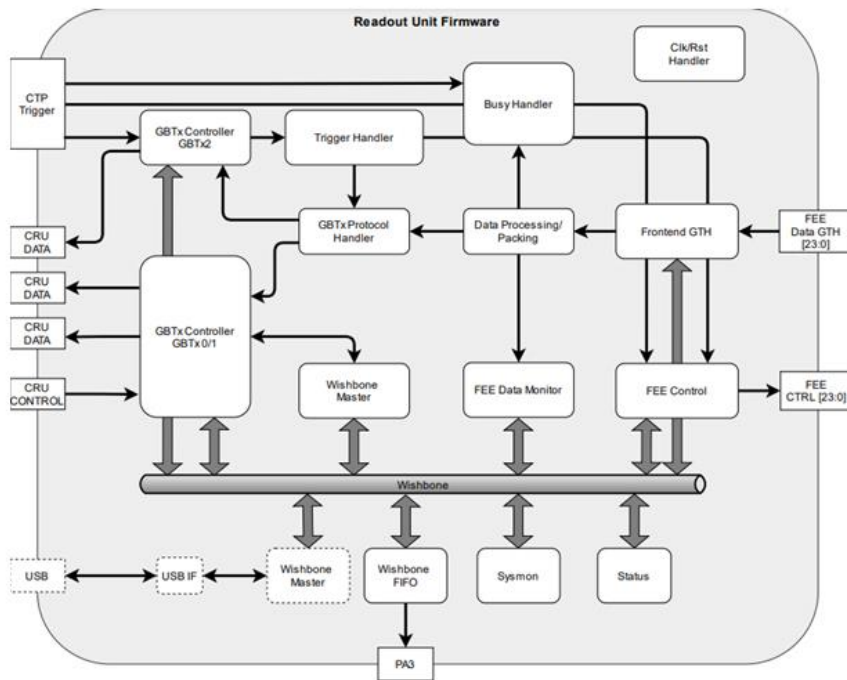 Readout Unit Firmware
Clk/Rst
Handler
CTP
Trigger
Busy Handler
GBTx Controller
GBTx2
Trigger Handler
CRU
DATA
GBTx Protocol
Handler
Data Processing/
Packing
Frontend GTH
FEE
Data GTH
[23:0]
CRU
DATA
CRU
DATA
GBTx Controller
GBTx 0/1
CRU
CONTROL
Wishbone
Master
FEE Data Monitor
FEE Control
FEE
CTRL [23:0]
Wishbone
USB
USB IF
Wishbone
Master
Wishbone
FIFO
Sysmon
Status
PA3